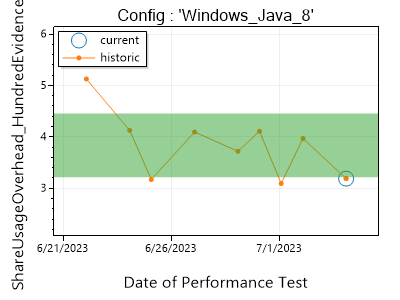 Config : 'Windows_Java_8'
current
historic
ShareUsageOverhead_HundredEvidence
6
5
4
3
6/21/2023
6/26/2023
7/1/2023
Date of Performance Test